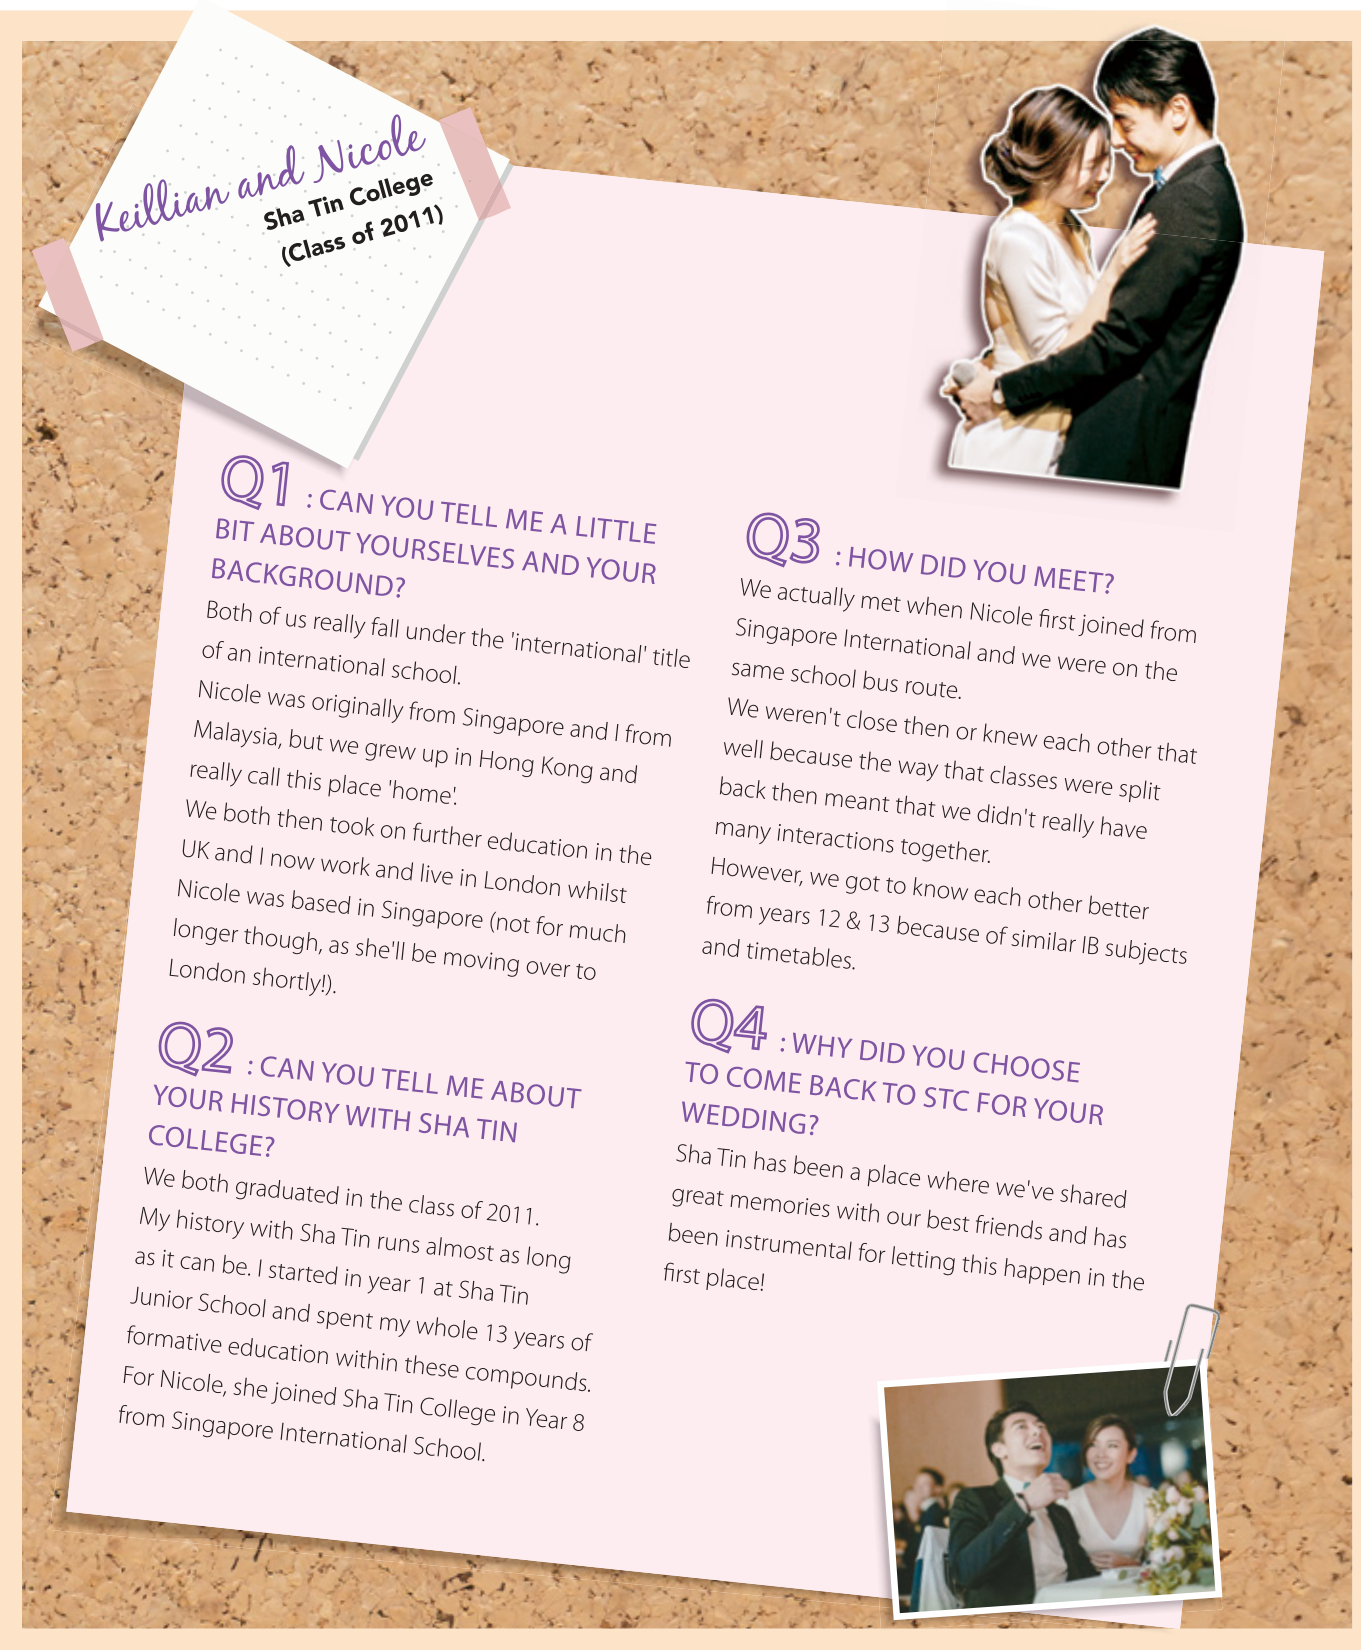 Keillian and Nicole
Sha Tin College
(Class of 2011)
Q1 : CAN YOU TELL ME A LITTLE
BIT ABOUT YOURSELVES AND YOUR
BACKGROUND?
Both of us really fall under the 'international' title
of an international school.
Nicole was originally from Singapore and I from
Malaysia, but we grew up in Hong Kong and
really call this place 'home'.
We both then took on further education in the
UK and I now work and live in London whilst
Nicole was based in Singapore (not for much
longer though, as she'll be moving over to
London shortly!).
Q2 : CAN YOU TELL ME ABOUT
YOUR HISTORY WITH SHA TIN
COLLEGE?
We both graduated in the class of 2011.
My history with Sha Tin runs almost as long
as it can be. I started in year 1 at Sha Tin
Junior School and spent my whole 13 years of
formative education within these compounds.
For Nicole, she joined Sha Tin College in Year 8
from Singapore International School.
Q3 : HOW DID YOU MEET?
We actually met when Nicole first joined from
Singapore International and we were on the
same school bus route.
We weren't close then or knew each other that
well because the way that classes were split
back then meant that we didn't really have
many interactions together.
However, we got to know each other better
from years 12 & 13 because of similar IB subjects
and timetables.
Q4 : WHY DID YOU CHOOSE
TO COME BACK TO STC FOR YOUR
WEDDING?
Sha Tin has been a place where we've shared
great memories with our best friends and has
been instrumental for letting this happen in the
first place!